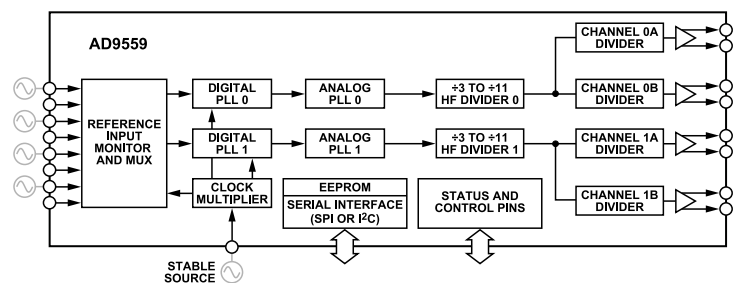 AD9559
REFERENCE
INPUT
MONITOR
AND MUX
DIGITAL
PLL 0
ANALOG
PLL 0
÷3 TO ÷11
HF DIVIDER 0
CHANNEL 0A
DIVIDER
CHANNEL 0B
DIVIDER
DIGITAL
PLL 1
ANALOG
PLL 1
÷3 TO ÷11
HF DIVIDER 1
CHANNEL 1A
DIVIDER
CHANNEL 1B
DIVIDER
CLOCK
MULTIPLIER
EEPROM
SERIAL INTERFACE
(SPI OR I²C)
STATUS AND
CONTROL PINS
STABLE
SOURCE